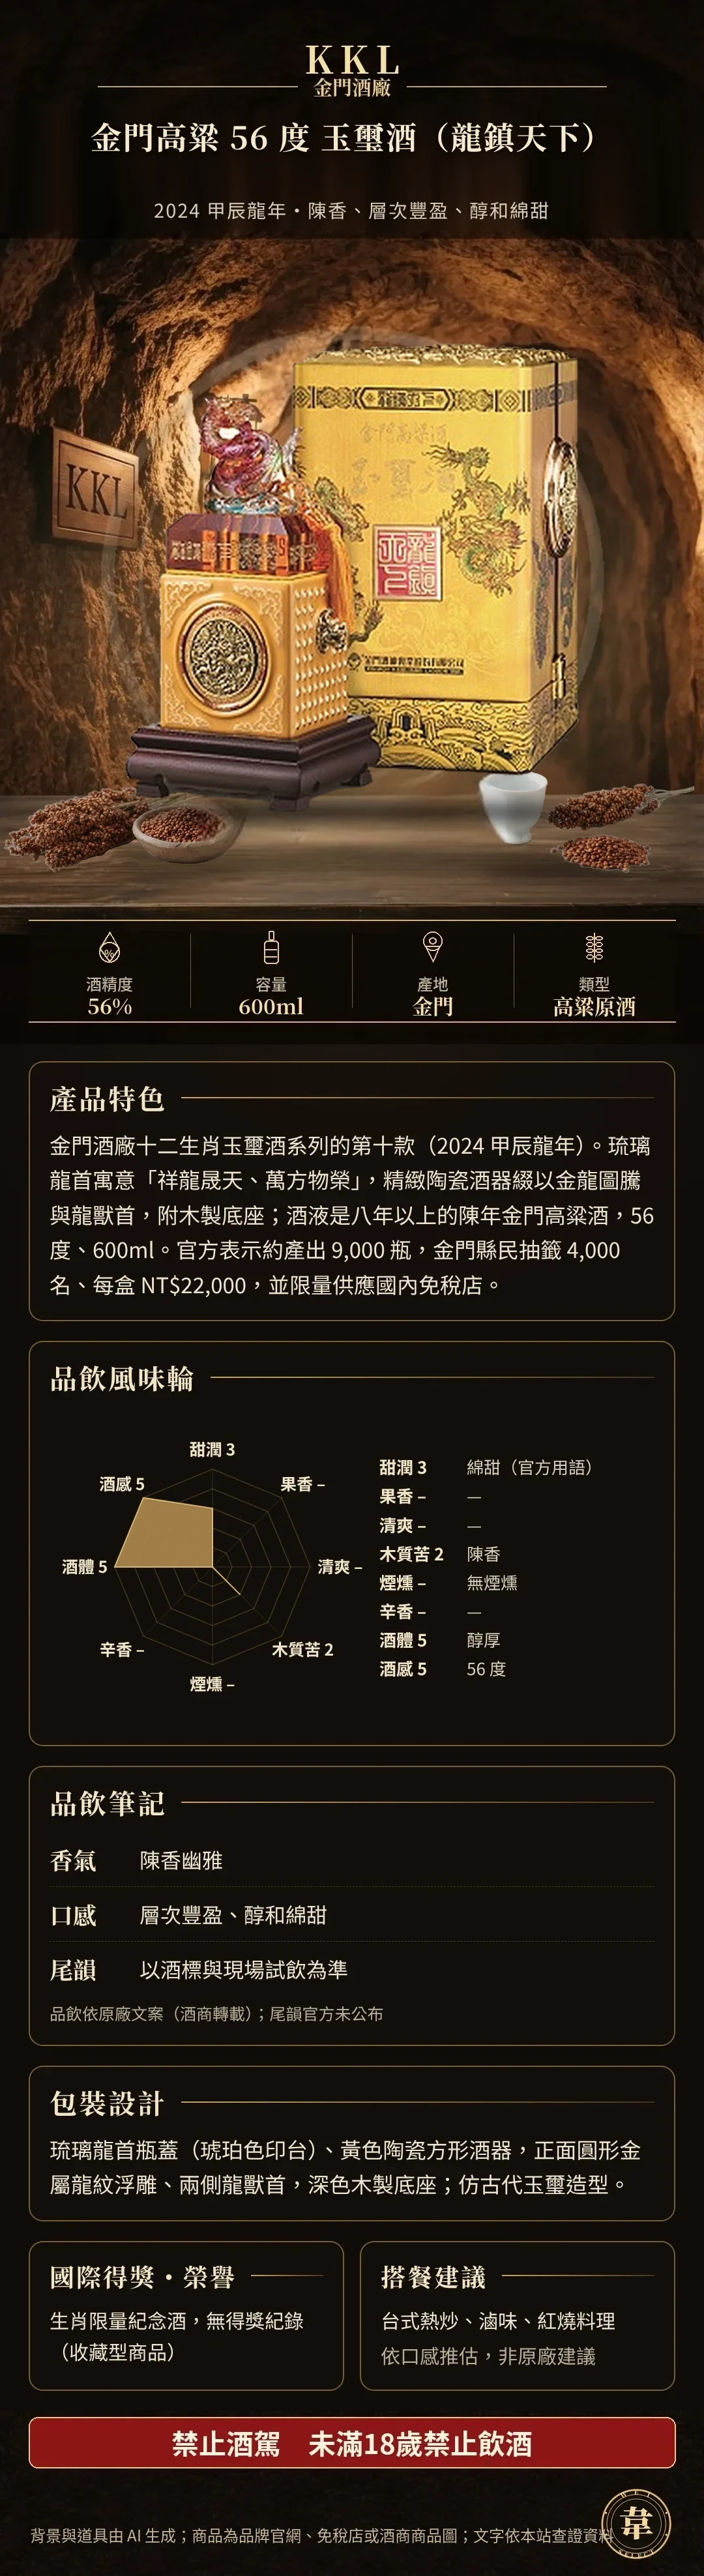 KKL
金門酒廠
金門高粱 56 度 玉璽酒（龍鎮天下）
2024 甲辰龍年・陳香、層次豐盈、醇和綿甜
KKL
金門高粱酒
玉璽酒
龍鎮天下
酒精度
56%
容量
600ml
產地
金門
類型
高粱原酒
產品特色
金門酒廠十二生肖玉璽酒系列的第十款（2024 甲辰龍年）。琉璃
龍首寓意「祥龍晟天、萬方物榮」，精緻陶瓷酒器綴以金龍圖騰
與龍獸首，附木製底座；酒液是八年以上的陳年金門高粱酒，56
度、600ml。官方表示約產出 9,000 瓶，金門縣民抽籤 4,000
名、每盒 NT$22,000，並限量供應國內免稅店。
品飲風味輪
甜潤 3
果香 –
清爽 –
木質苦 2
煙燻 –
辛香 –
酒體 5
酒感 5
甜潤 3 綿甜（官方用語）
果香 – —
清爽 – —
木質苦 2 陳香
煙燻 – 無煙燻
辛香 – —
酒體 5 醇厚
酒感 5 56 度
品飲筆記
香氣 陳香幽雅
口感 層次豐盈、醇和綿甜
尾韻 以酒標與現場試飲為準
品飲依原廠文案（酒商轉載）；尾韻官方未公布
包裝設計
琉璃龍首瓶蓋（琥珀色印台）、黃色陶瓷方形酒器，正面圓形金
屬龍紋浮雕、兩側龍獸首，深色木製底座；仿古代玉璽造型。
國際得獎・榮譽
生肖限量紀念酒，無得獎紀錄
（收藏型商品）
搭餐建議
台式熱炒、滷味、紅燒料理
依口感推估，非原廠建議
禁止酒駕 未滿18歲禁止飲酒
背景與道具由 AI 生成；商品為品牌官網、免稅店或酒商商品圖；文字依本站查證資料
韋